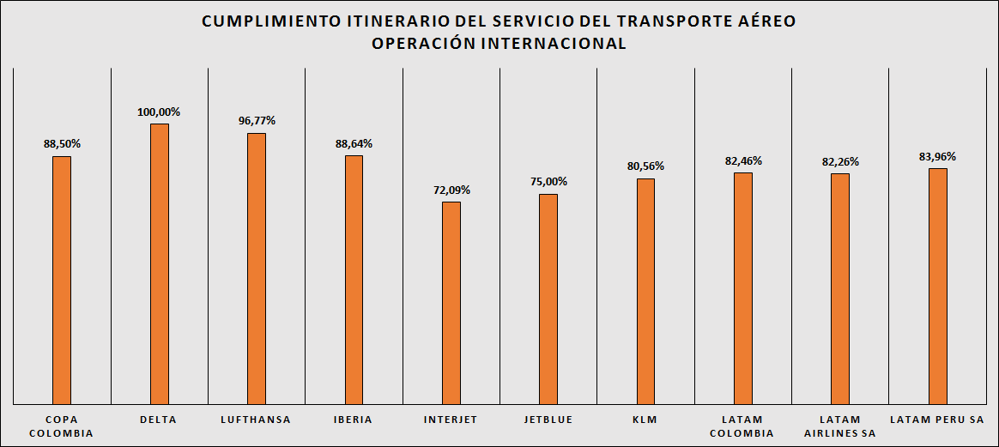 CUMPLIMIENTO ITINERARIO DEL SERVICIO DEL TRANSPORTE AÉREO
OPERACIÓN INTERNACIONAL
88,50%
100,00%
96,77%
88,64%
72,09%
75,00%
80,56%
82,46%
82,26%
83,96%
COPA
COLOMBIA
DELTA
LUFTHANSA
IBERIA
INTERJET
JETBLUE
KLM
LATAM
COLOMBIA
LATAM
AIRLINES SA
LATAM PERU SA